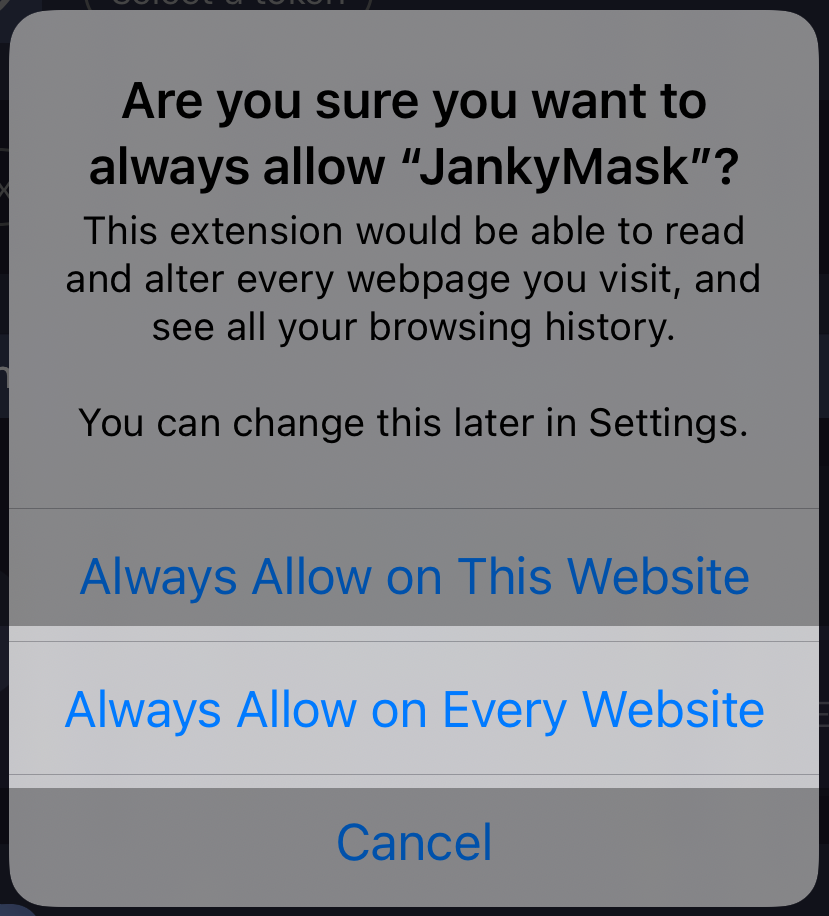 Select a token
Are you sure you want to
always allow “JankyMask”?
This extension would be able to read
and alter every webpage you visit, and
see all your browsing history.
You can change this later in Settings.
Always Allow on This Website
Always Allow on Every Website
Cancel